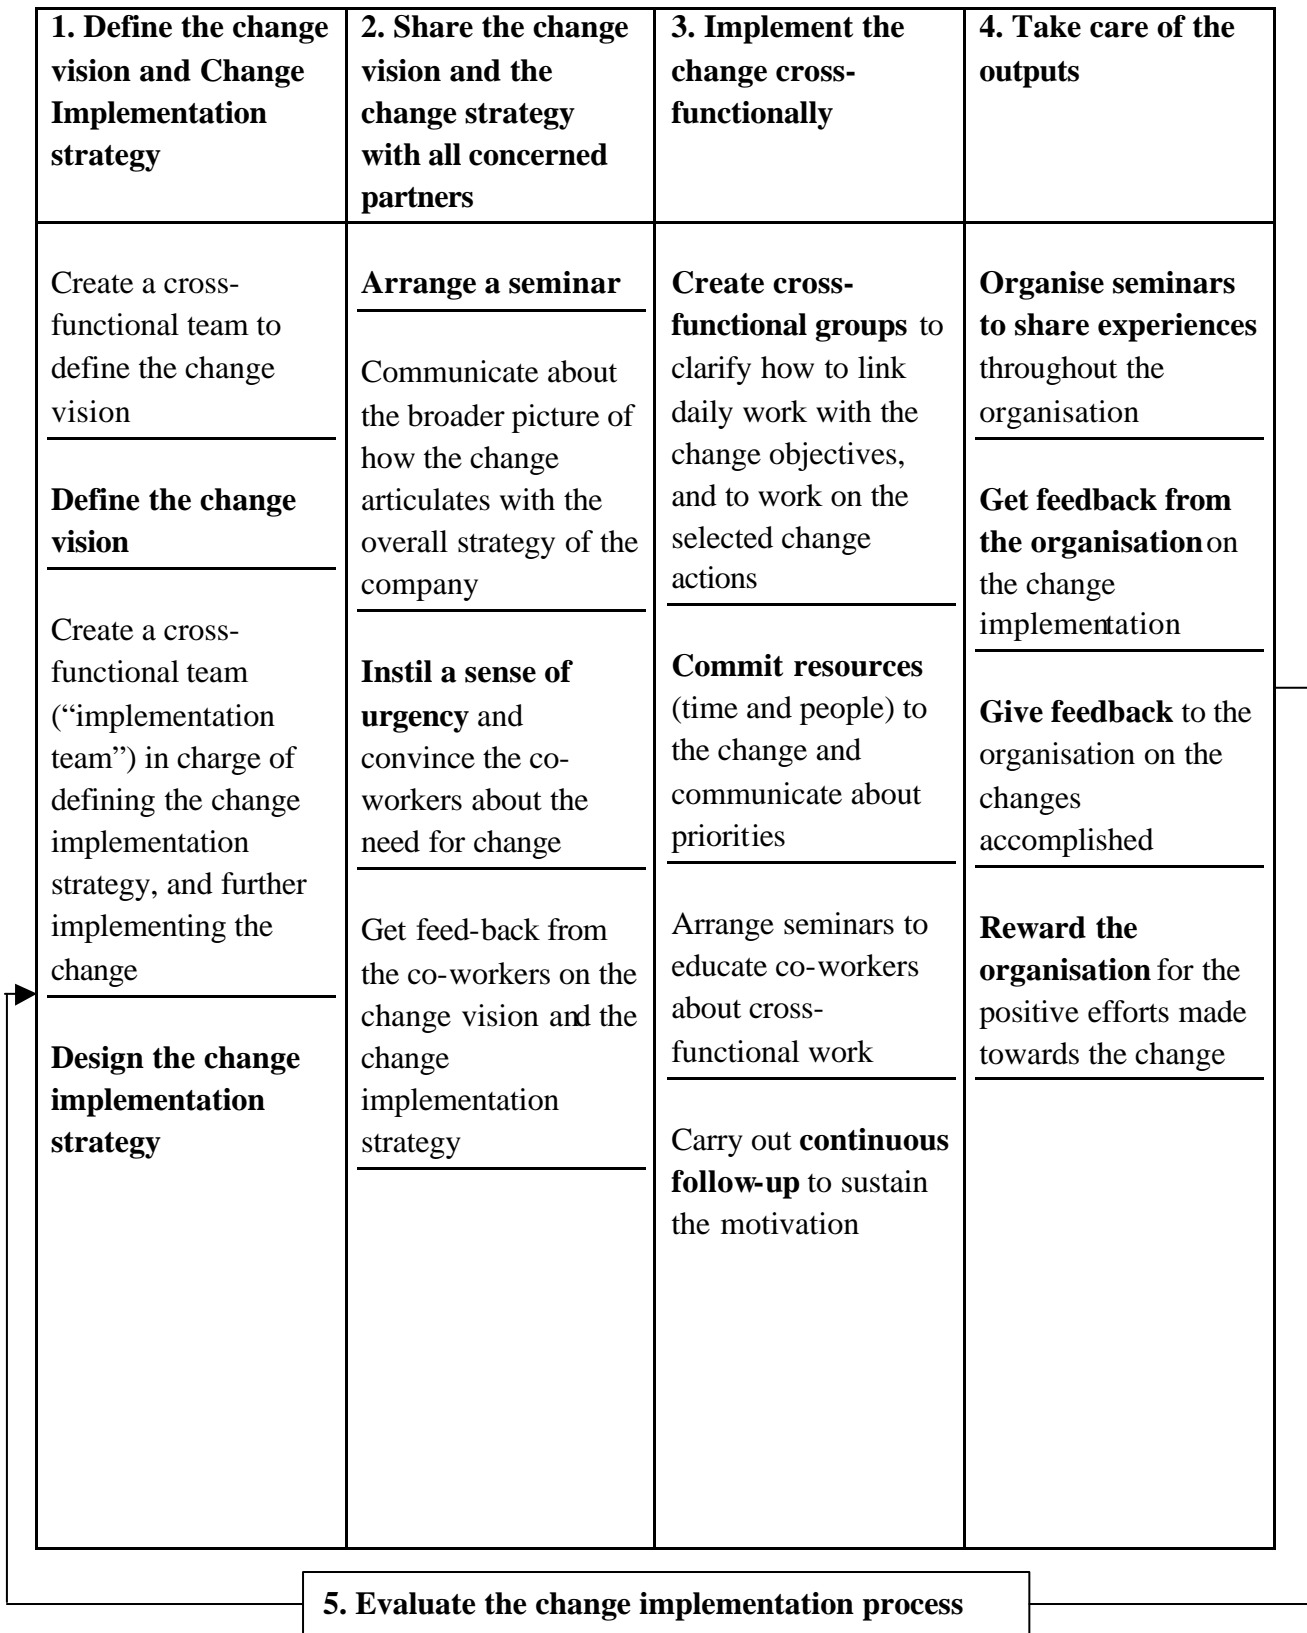 1. Define the change
vision and Change
Implementation
strategy
2. Share the change
vision and the
change strategy
with all concerned
partners
3. Implement the
change cross-
functionally
4. Take care of the
outputs
Create a cross-
functional team to
define the change
vision
Define the change
vision
Create a cross-
functional team
(“implementation
team”) in charge of
defining the change
implementation
strategy, and further
implementing the
change
Design the change
implementation
strategy
Arrange a seminar
Communicate about
the broader picture of
how the change
articulates with the
overall strategy of the
company
Instil a sense of
urgency and
convince the co-
workers about the
need for change
Get feed-back from
the co-workers on the
change vision and the
change
implementation
strategy
Create cross-
functional groups to
clarify how to link
daily work with the
change objectives,
and to work on the
selected change
actions
Commit resources
(time and people) to
the change and
communicate about
priorities
Arrange seminars to
educate co-workers
about cross-
functional work
Carry out continuous
follow-up to sustain
the motivation
Organise seminars
to share experiences
throughout the
organisation
Get feedback from
the organisation on
the change
implementation
Give feedback to the
organisation on the
changes
accomplished
Reward the
organisation for the
positive efforts made
towards the change
5. Evaluate the change implementation process